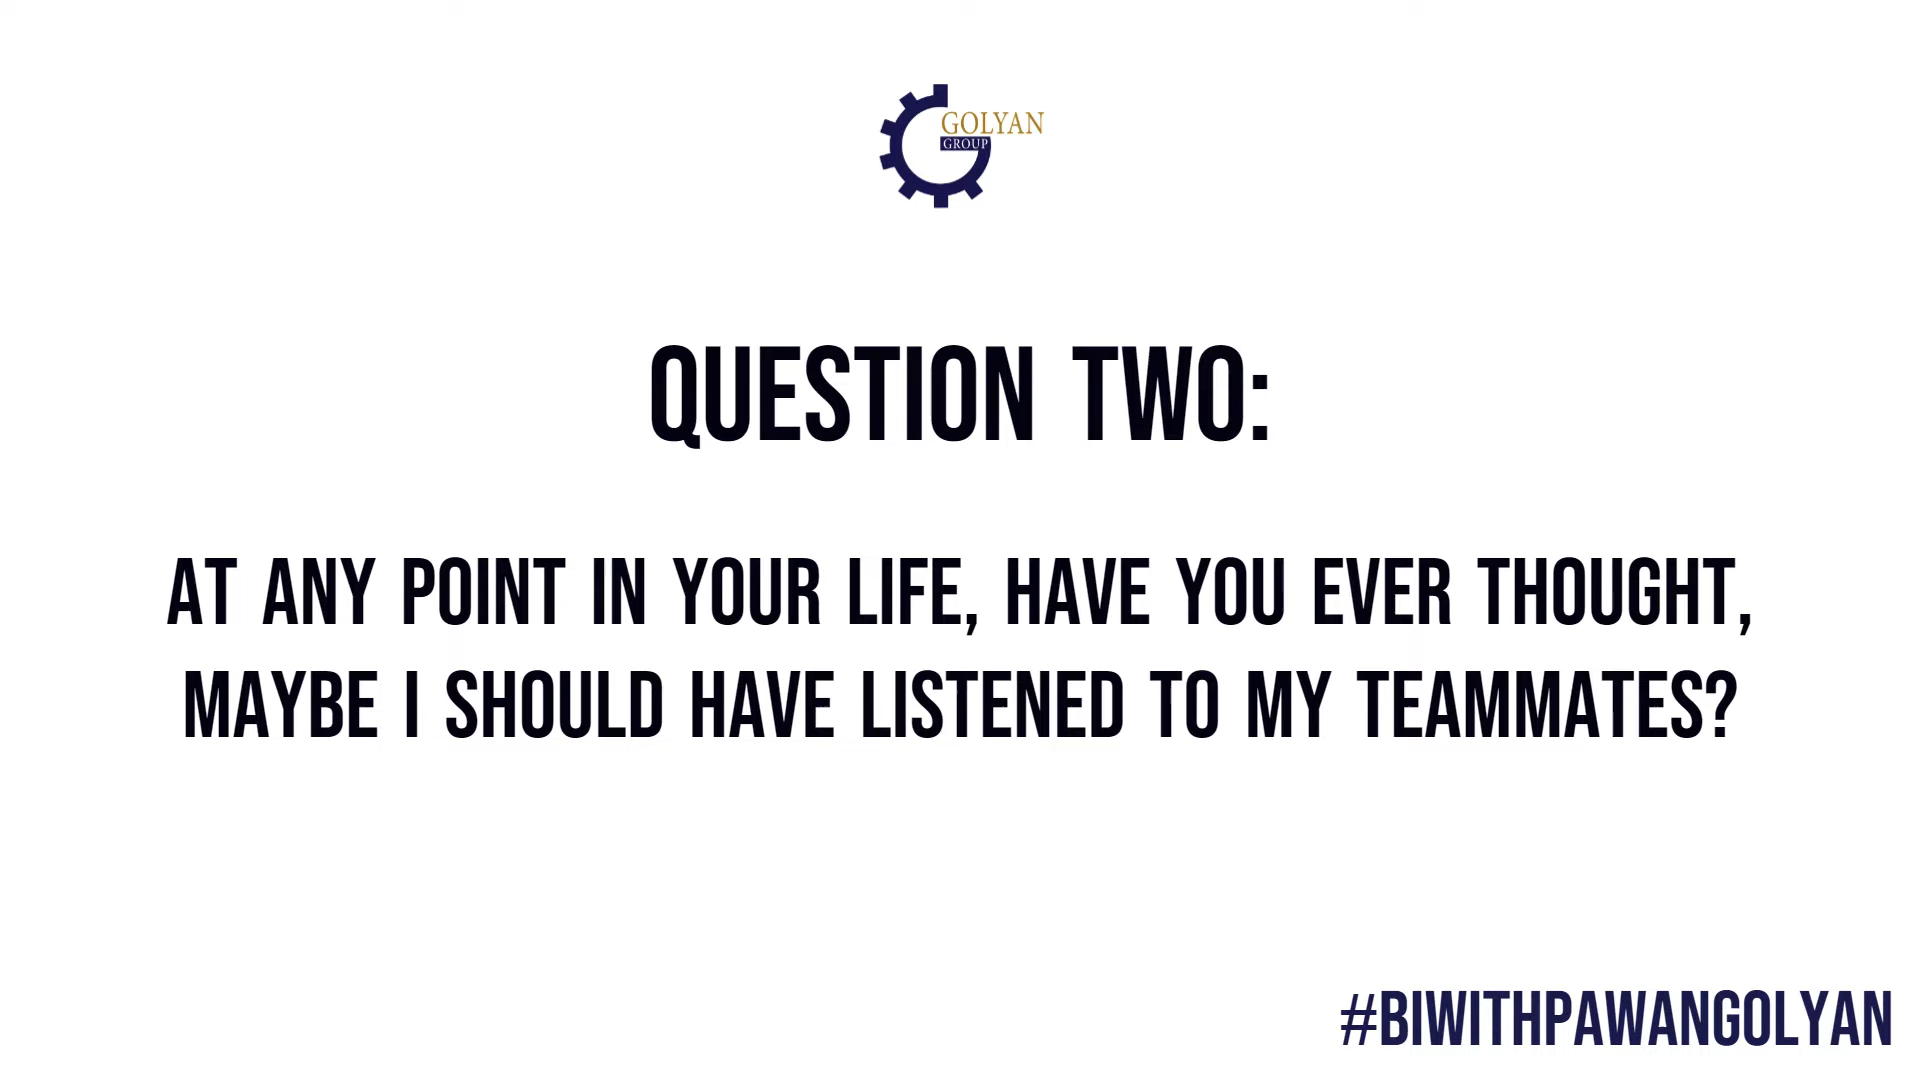 GOLYAN
GROUP
QUESTION TWO:
AT ANY POINT IN YOUR LIFE, HAVE YOU EVER THOUGHT,
MAYBE I SHOULD HAVE LISTENED TO MY TEAMMATES?
#BIWITHPAWANGOLYAN